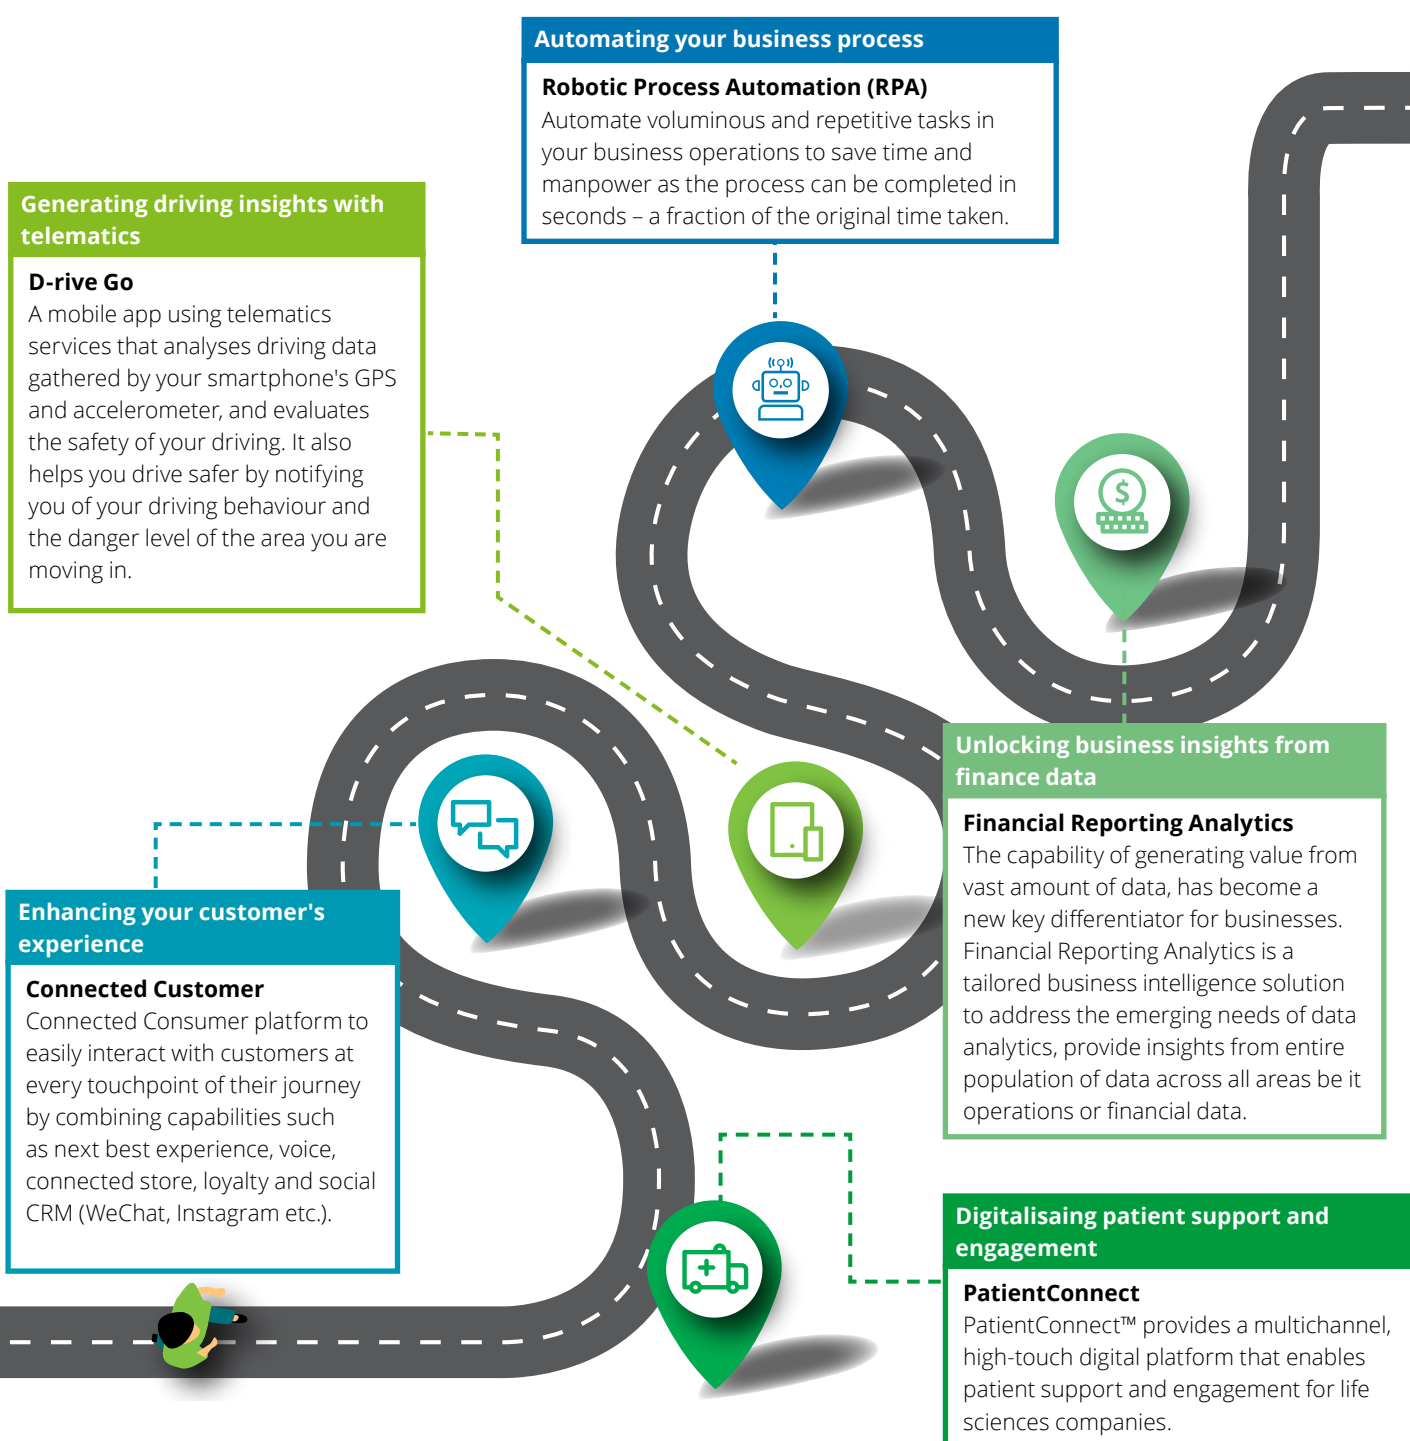 Automating your business process
Robotic Process Automation (RPA)
Automate voluminous and repetitive tasks in
your business operations to save time and
manpower as the process can be completed in
seconds – a fraction of the original time taken.
Generating driving insights with
telematics
D-rive Go
A mobile app using telematics
services that analyses driving data
gathered by your smartphone's GPS
and accelerometer, and evaluates
the safety of your driving. It also
helps you drive safer by notifying
you of your driving behaviour and
the danger level of the area you are
moving in.
$
Unlocking business insights from
finance data
Financial Reporting Analytics
The capability of generating value from
vast amount of data, has become a
new key differentiator for businesses.
Financial Reporting Analytics is a
tailored business intelligence solution
to address the emerging needs of data
analytics, provide insights from entire
population of data across all areas be it
operations or financial data.
Enhancing your customer's
experience
Connected Customer
Connected Consumer platform to
easily interact with customers at
every touchpoint of their journey
by combining capabilities such
as next best experience, voice,
connected store, loyalty and social
CRM (WeChat, Instagram etc.).
Digitalisaing patient support and
engagement
PatientConnect
PatientConnect™ provides a multichannel,
high-touch digital platform that enables
patient support and engagement for life
sciences companies.